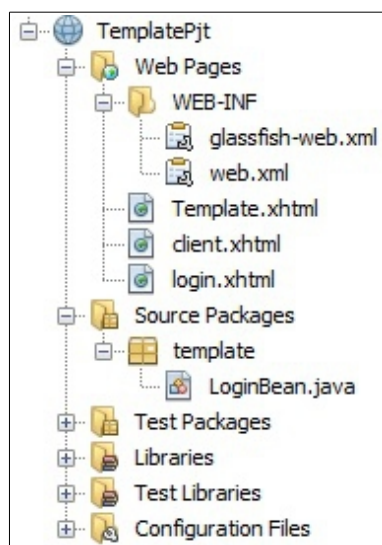 TemplatePjt
Web Pages
WEB-INF
glassfish-web.xml
web.xml
Template.xhtml
client.xhtml
login.xhtml
Source Packages
template
LoginBean.java
Test Packages
Libraries
Test Libraries
Configuration Files